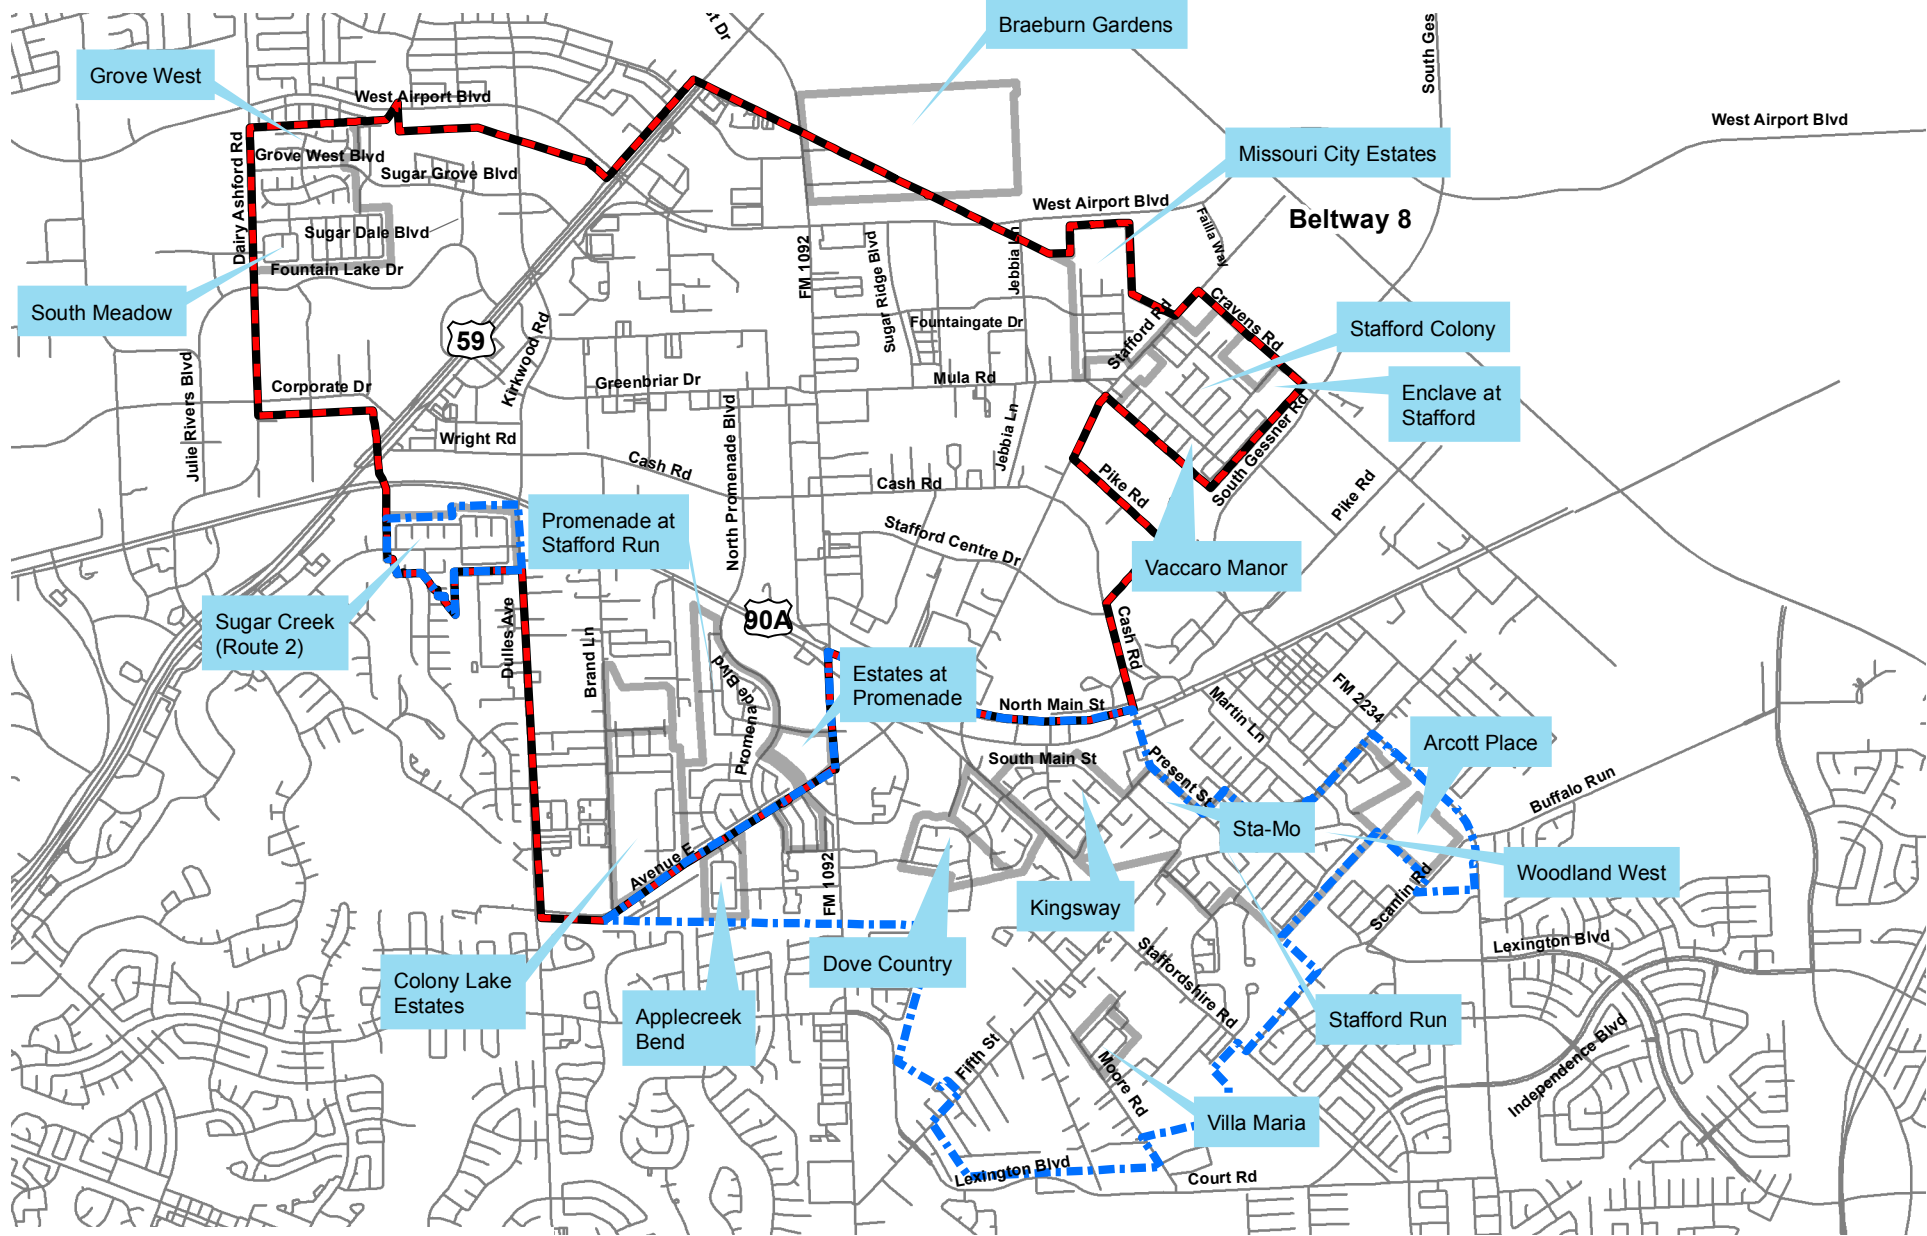 st Dr
Braeburn Gardens
South Ges
Grove West
West Airport Blvd
West Airport Blvd
Missouri City Estates
Dairy Ashford Rd
Grove West Blvd
Sugar Grove Blvd
West Airport Blvd
Failla Way
Beltway 8
Sugar Dale Blvd
Fountain Lake Dr
FM 1092
Sugar Ridge Blvd
Jebbia Ln
South Meadow
59
Kirkwood Rd
Fountaingate Dr
Stafford R
Cravens Rd
Stafford Colony
Julie Rivers Blvd
Corporate Dr
Greenbriar Dr
Mula Rd
Enclave at
Stafford
Wright Rd
North Promenade Blvd
Jebbia Ln
South Gessner Rd
Cash Rd
Cash Rd
Pike Rd
Pike Rd
Promenade at
Stafford Run
Stafford Centre Dr
Vaccaro Manor
Sugar Creek
(Route 2)
Dulles Ave
Brand Ln
90A
Cash Rd
Promenade Blvd
Estates at
Promenade
North Main St
Martin Ln
FM 2234
South Main St
Present St
Arcott Place
Buffalo Run
Sta-Mo
Avenue E
FM 1092
Woodland West
Kingsway
Scanlin Rd
Colony Lake
Estates
Dove Country
Staffordshire Rd
Lexington Blvd
Applecreek
Bend
Stafford Run
Fifth St
Moore Rd
Independence Blvd
Villa Maria
Lexington Blvd
Court Rd